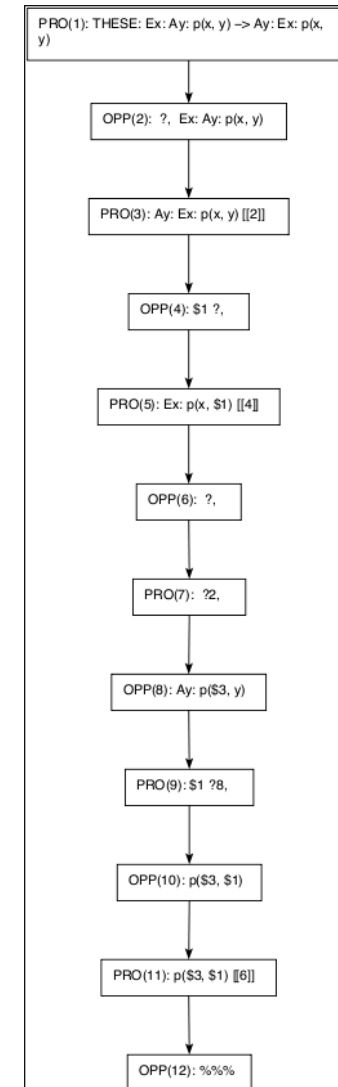 PRO(1): THESE: Ex: Ay: p(x, y) -> Ay: Ex: p(x,
y)
OPP(2): ?, Ex: Ay: p(x, y)
PRO(3): Ay: Ex: p(x, y) [[2]]
OPP(4): $1 ?,
PRO(5): Ex: p(x, $1) [[4]]
OPP(6): ?,
PRO(7): ?2,
OPP(8): Ay: p($3, y)
PRO(9): $1 ?8,
OPP(10): p($3, $1)
PRO(11): p($3, $1) [[6]]
OPP(12): %%%